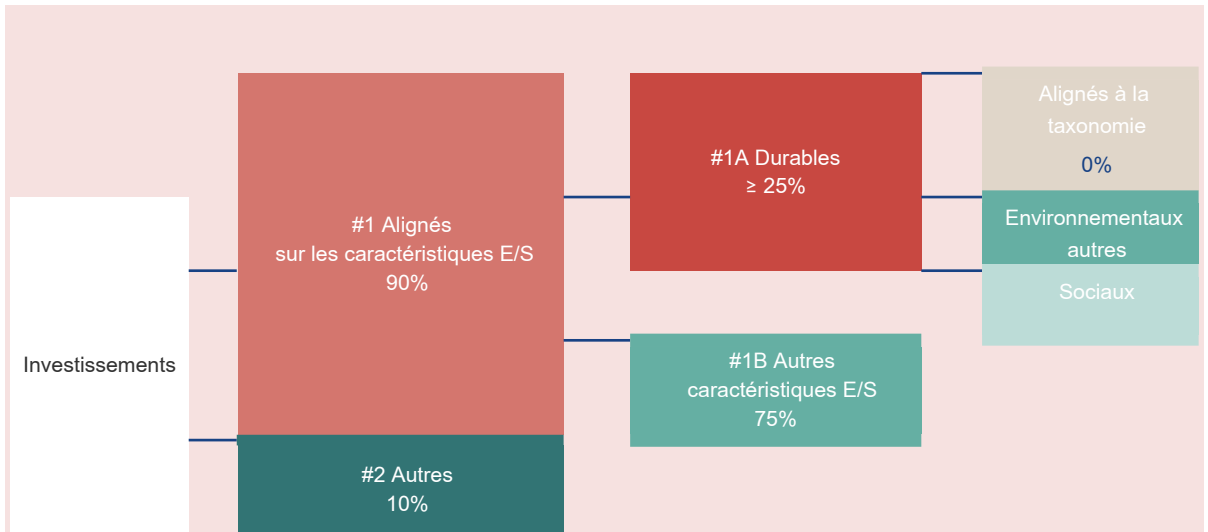 Investissements
#1 Alignés
sur les caractéristiques E/S
90%
#2 Autres
10%
#1A Durables
≥ 25%
#1B Autres
caractéristiques E/S
75%
Alignés à la
taxonomie
0%
Environnementaux
autres
Sociaux